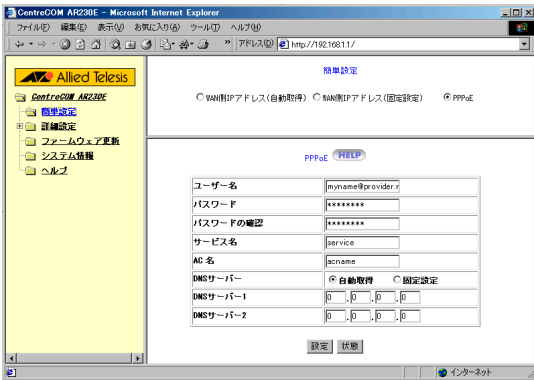 CentreCOM AR230E - Microsoft Internet Explorer
ファイル(F) 編集(E) 表示(V) お気に入り(A) ツール(T) ヘルプ(H)
» アドレス(D) http://192.168.1.1/
Allied Telesis
CentreCOM AR230E
簡単設定
詳細設定
ファームウェア更新
システム情報
ヘルプ
簡単設定
WAN側IPアドレス(自動取得) WAN側IPアドレス(固定設定) PPPoE
PPPoE HELP
ユーザー名 myname@provider.r
パスワード ********
パスワードの確認 ********
サービス名 service
AC 名 acname
DNSサーバー 自動取得 固定設定
DNSサーバー1 0 . 0 . 0 . 0
DNSサーバー2 0 . 0 . 0 . 0
設定 状態
インターネット